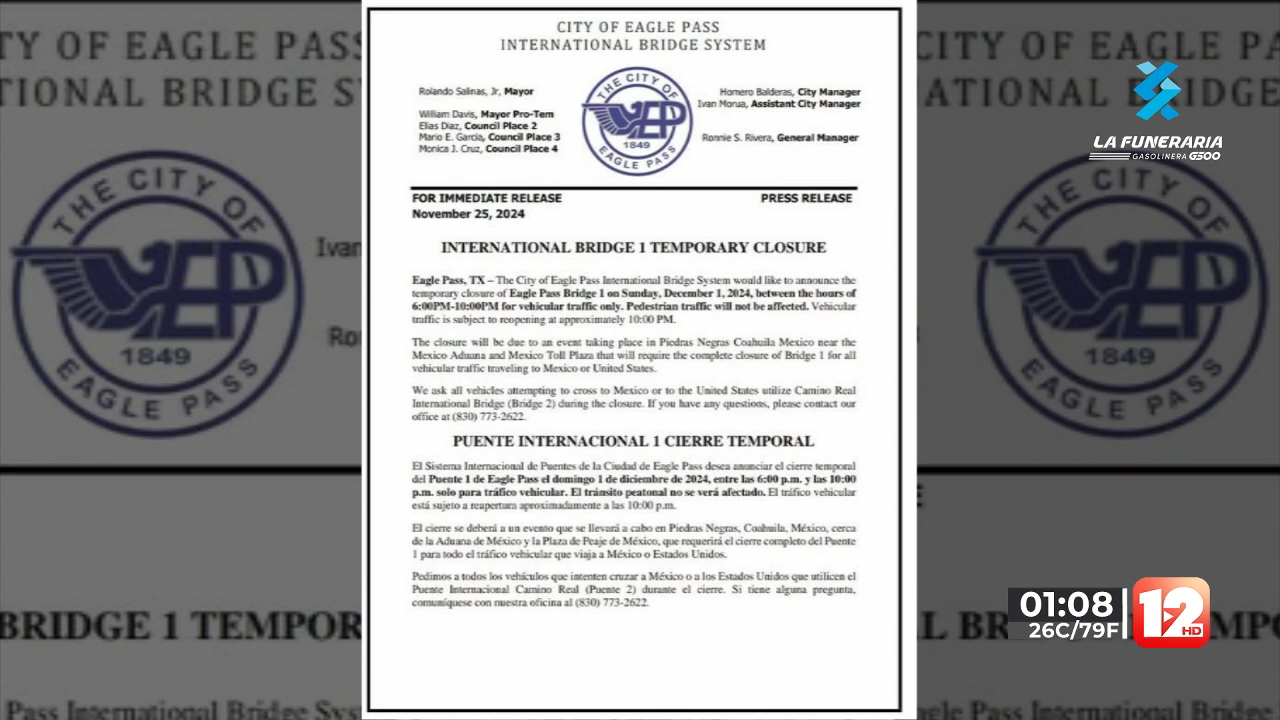 CITY OF EAGLE PASS
INTERNATIONAL BRIDGE SYSTEM
Rolando Salinas, Jr, Mayor
William Davis, Mayor Pro-Tem
Elias Diaz, Council Place 2
Mario E. Garcia, Council Place 3
Monica J. Cruz, Council Place 4
THE CITY OF
EP
1849
EAGLE PASS
Homero Balderas, City Manager
Ivan Morua, Assistant City Manager
Ronnie S. Rivera, General Manager
FOR IMMEDIATE RELEASE
PRESS RELEASE
November 25, 2024
INTERNATIONAL BRIDGE 1 TEMPORARY CLOSURE
Eagle Pass, TX – The City of Eagle Pass International Bridge System would like to announce the
temporary closure of Eagle Pass Bridge 1 on Sunday, December 1, 2024, between the hours of
6:00PM-10:00PM for vehicular traffic only. Pedestrian traffic will not be affected. Vehicular
traffic is subject to reopening at approximately 10:00 PM.
The closure will be due to an event taking place in Piedras Negras Coahuila Mexico near the
Mexico Aduana and Mexico Toll Plaza that will require the complete closure of Bridge 1 for all
vehicular traffic traveling to Mexico or United States.
We ask all vehicles attempting to cross to Mexico or to the United States utilize Camino Real
International Bridge (Bridge 2) during the closure. If you have any questions, please contact our
office at (830) 773-2622.
PUENTE INTERNACIONAL 1 CIERRE TEMPORAL
El Sistema Internacional de Puentes de la Ciudad de Eagle Pass desea anunciar el cierre temporal
del Puente 1 de Eagle Pass el domingo 1 de diciembre de 2024, entre las 6:00 p.m. y las 10:00
p.m. solo para tráfico vehicular. El tránsito peatonal no se verá afectado. El tráfico vehicular
está sujeto a reapertura aproximadamente a las 10:00 p.m.
El cierre se deberá a un evento que se llevará a cabo en Piedras Negras, Coahuila, México, cerca
de la Aduana de México y la Plaza de Peaje de México, que requerirá el cierre completo del Puente
1 para todo el tráfico vehicular que viaja a México o Estados Unidos.
Pedimos a todos los vehículos que intenten cruzar a México o a los Estados Unidos que utilicen el
Puente Internacional Camino Real (Puente 2) durante el cierre. Si tiene alguna pregunta,
comuníquese con nuestra oficina al (830) 773-2622.
LA FUNERARIA
GASOLINERA G500
01:08
26C/79F
12
HD